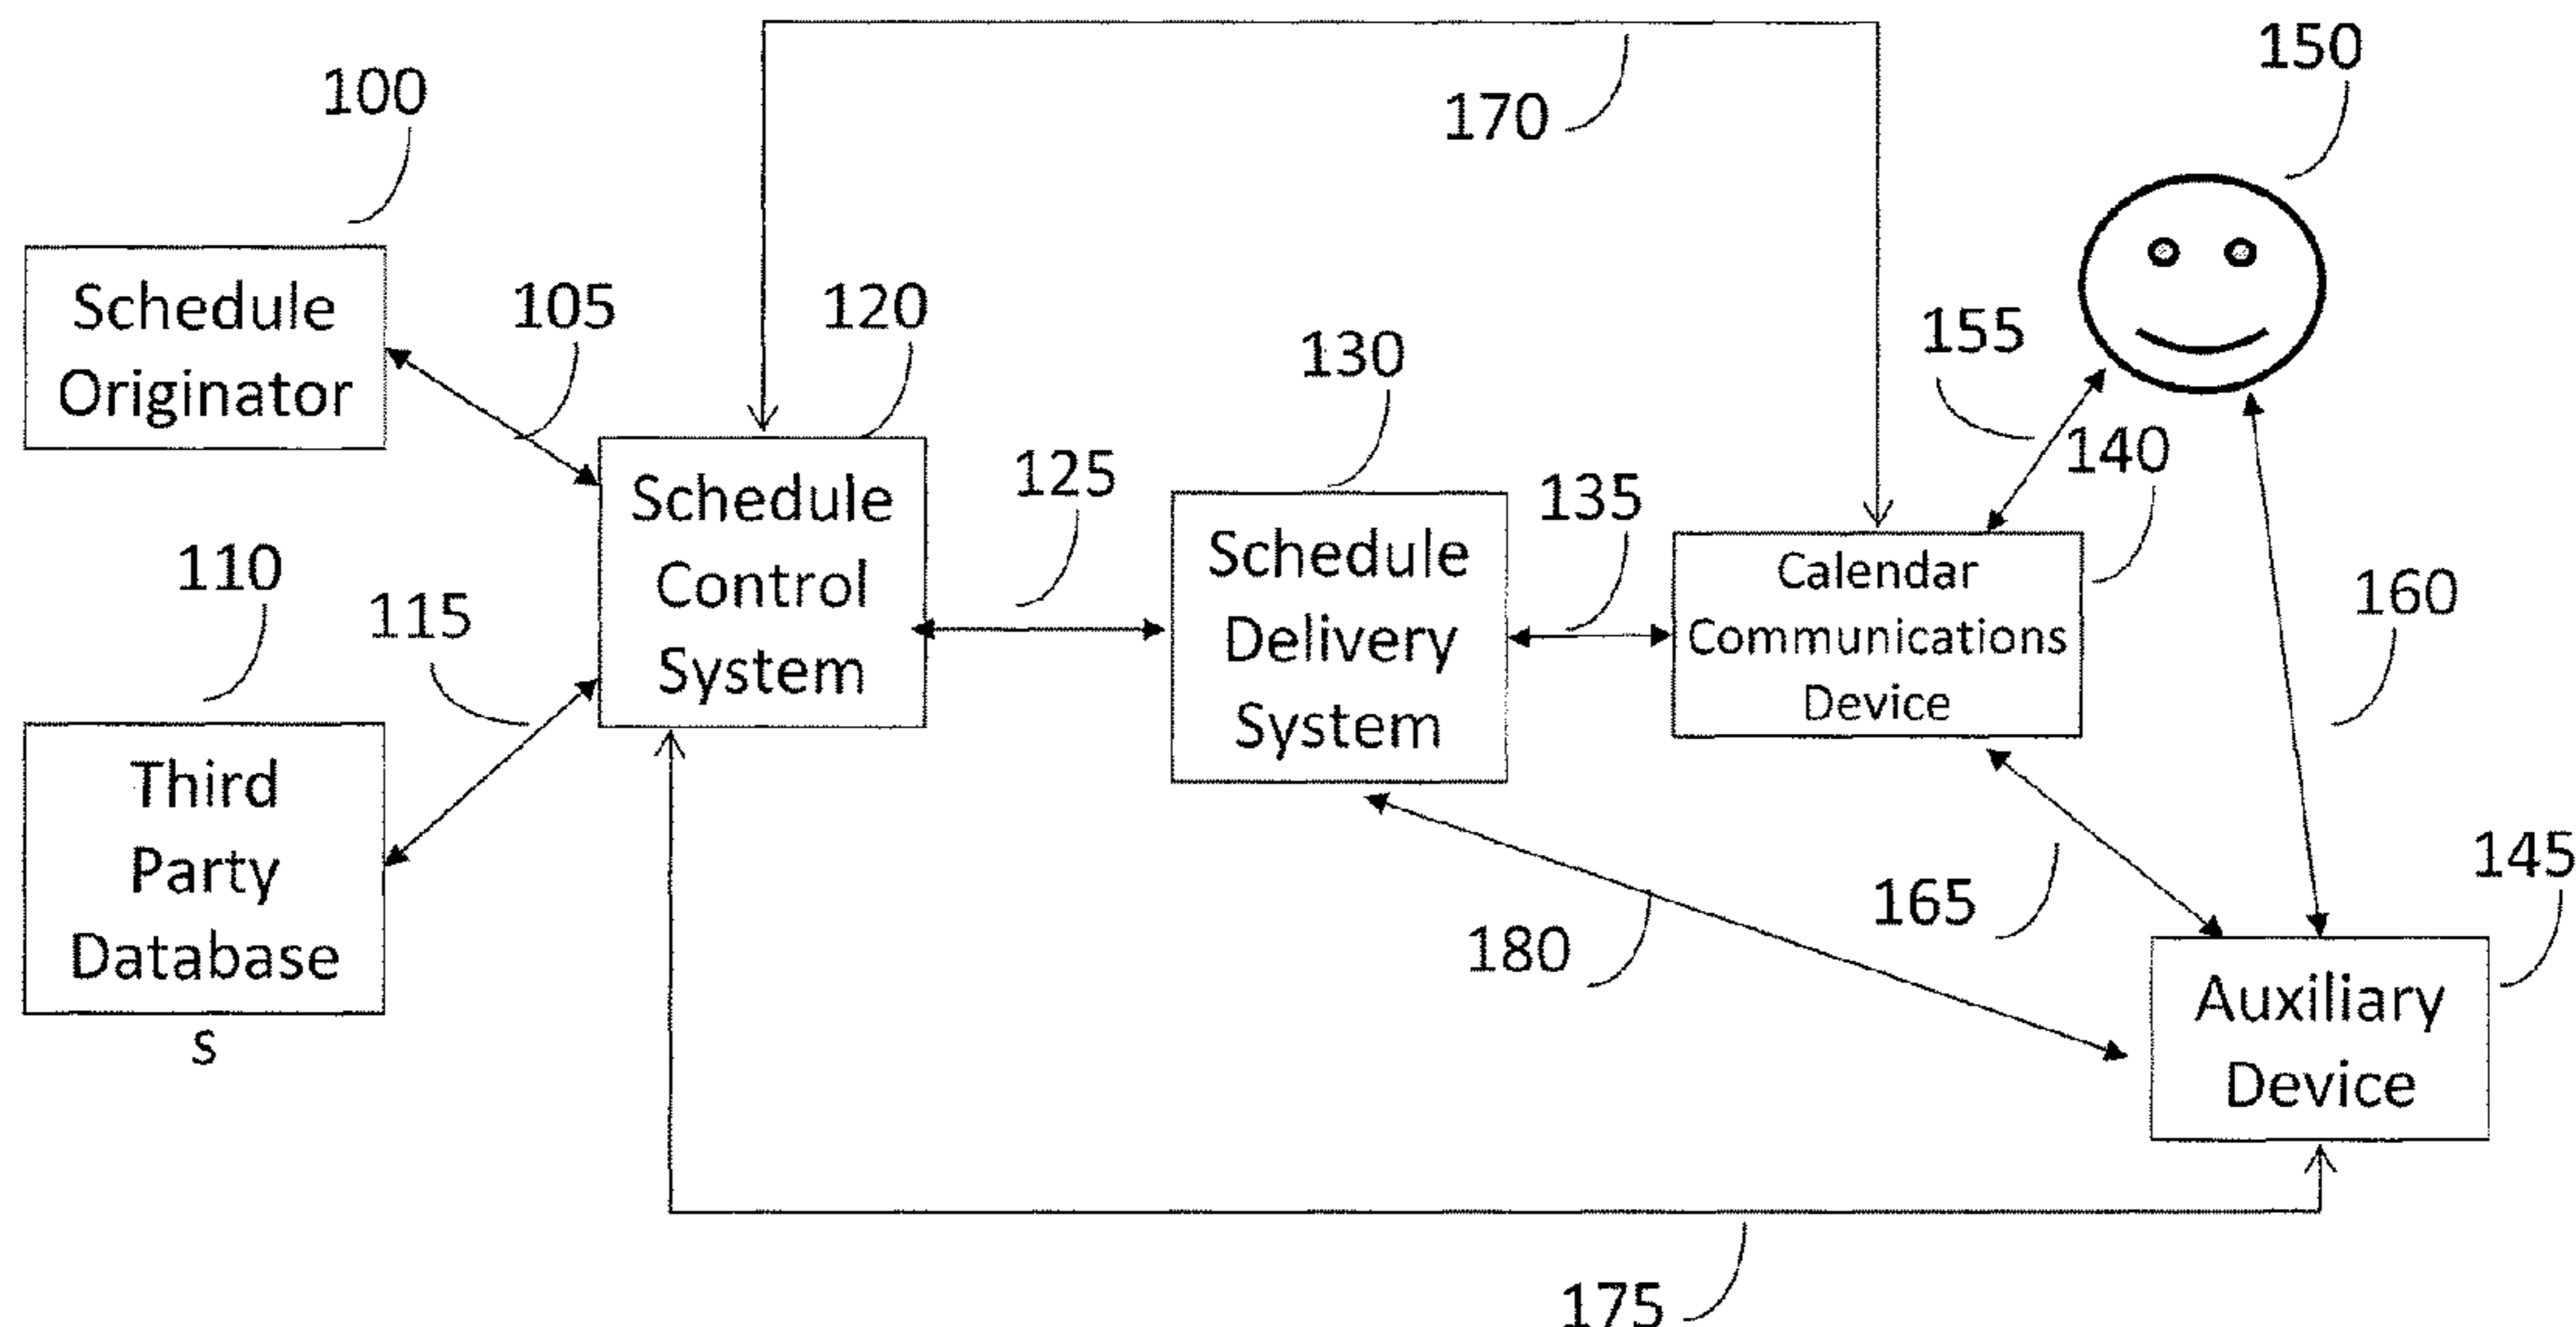 100
Schedule
Originator
105
110
115
Third
Party
Database
s
120
Schedule
Control
System
125
130
Schedule
Delivery
System
135
170
150
155
140
Calendar
Communications
Device
160
165
180
145
Auxiliary
Device
175